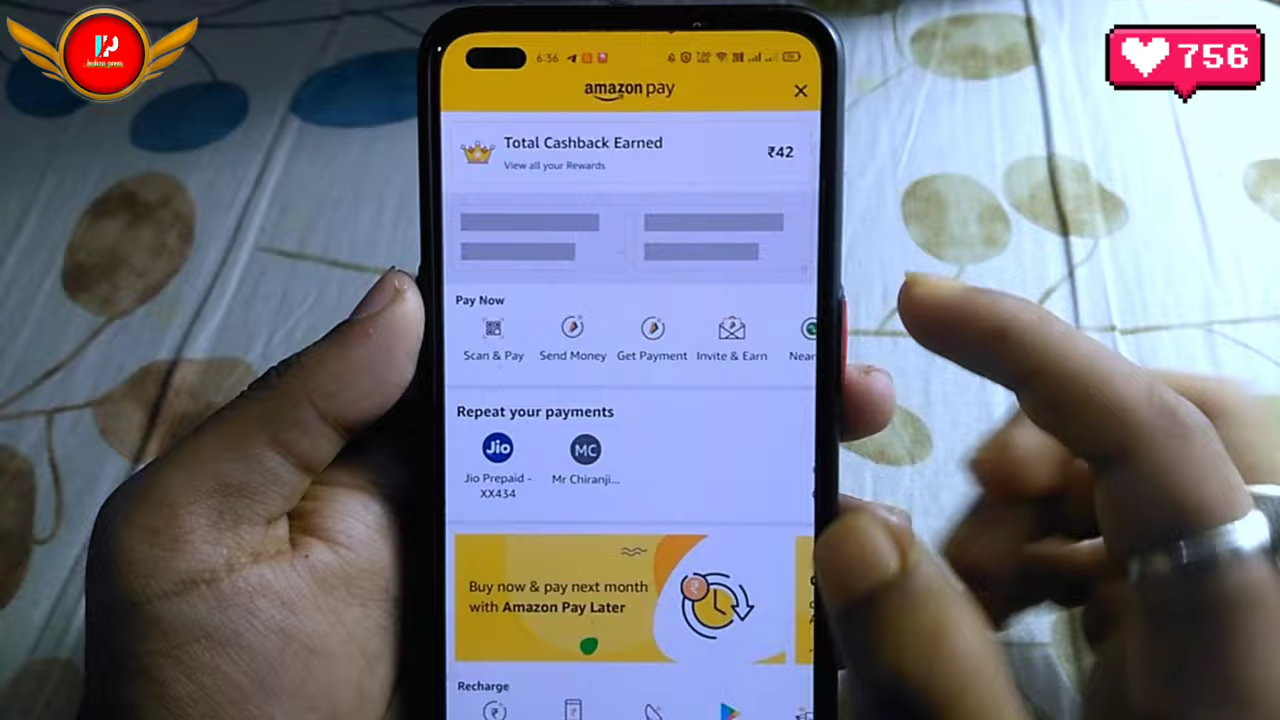 756
6:36
amazon pay
Total Cashback Earned
₹42
View all your Rewards
Pay Now
Scan & Pay
Send Money
Get Payment
Invite & Earn
Near
Repeat your payments
Jio
MC
Jio Prepaid -
XX434
Mr Chiranji...
Buy now & pay next month
with Amazon Pay Later
Recharge